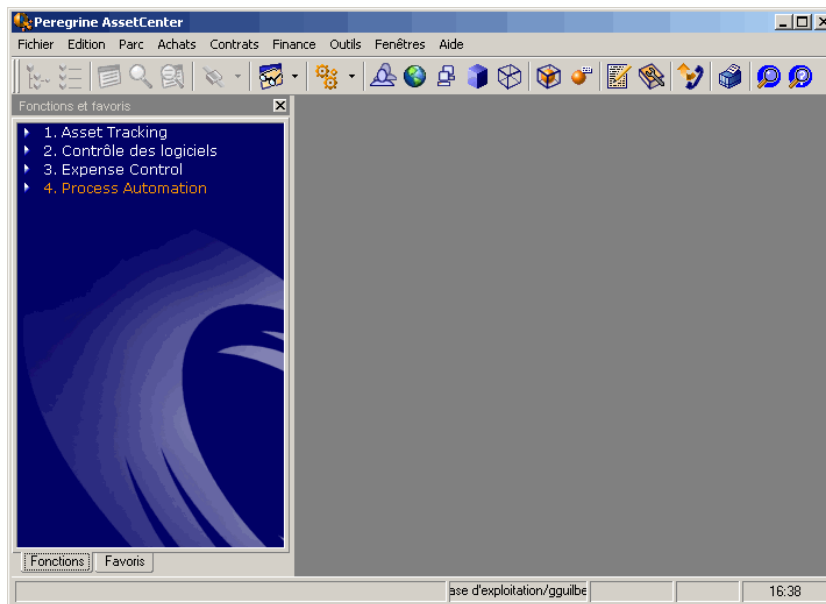 Peregrine AssetCenter
Fichier Edition Parc Achats Contrats Finance Outils Fenêtres Aide
Fonctions et favoris
1. Asset Tracking
2. Contrôle des logiciels
3. Expense Control
4. Process Automation
Fonctions Favoris
ase d'exploitation/gguilbe 16:38